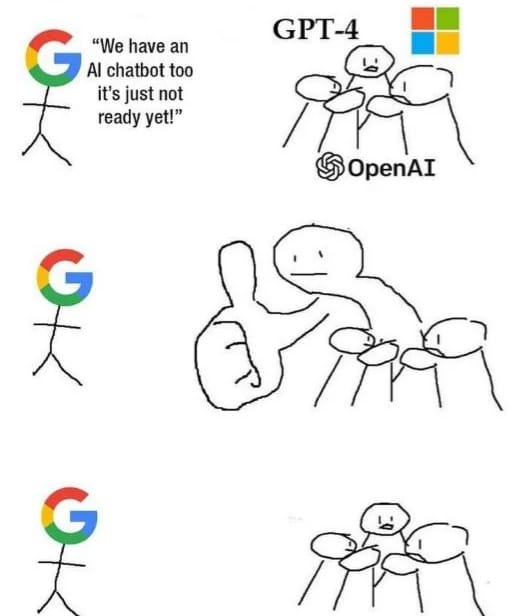 "We have an
AI chatbot too
it's just not
ready yet!"
GPT-4
OpenAI